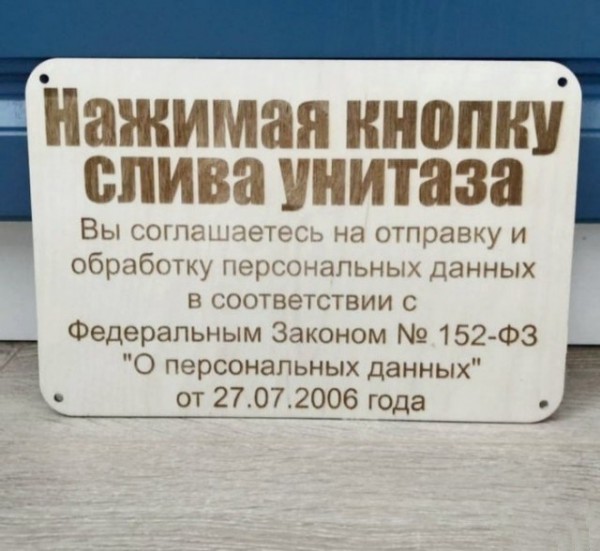 Нажимая кнопку
слива унитаза
Вы соглашаетесь на отправку и
обработку персональных данных
в соответствии с
Федеральным Законом № 152-ФЗ
"О персональных данных"
от 27.07.2006 года